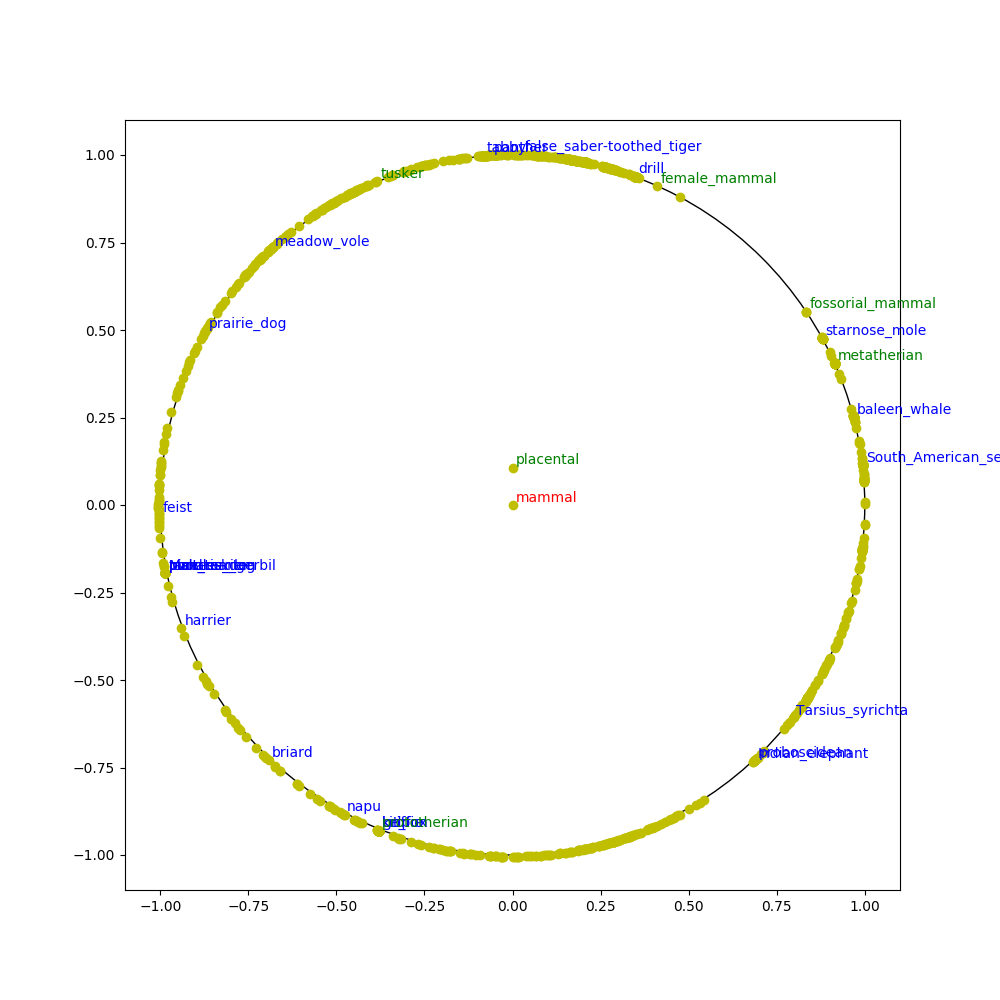 1.00
0.75
0.50
0.25
0.00
−0.25
−0.50
−0.75
−1.00
false_saber-toothed_tiger
drill
tusker
female_mammal
meadow_vole
fossorial_mammal
prairie_dog
starnose_mole
metatherian
baleen_whale
South_American_se
placental
mammal
feist
harrier
Tarsius_syrichta
briard
proboscidean
Indian_elephant
napu
−1.00 −0.75 −0.50 −0.25 0.00 0.25 0.50 0.75 1.00